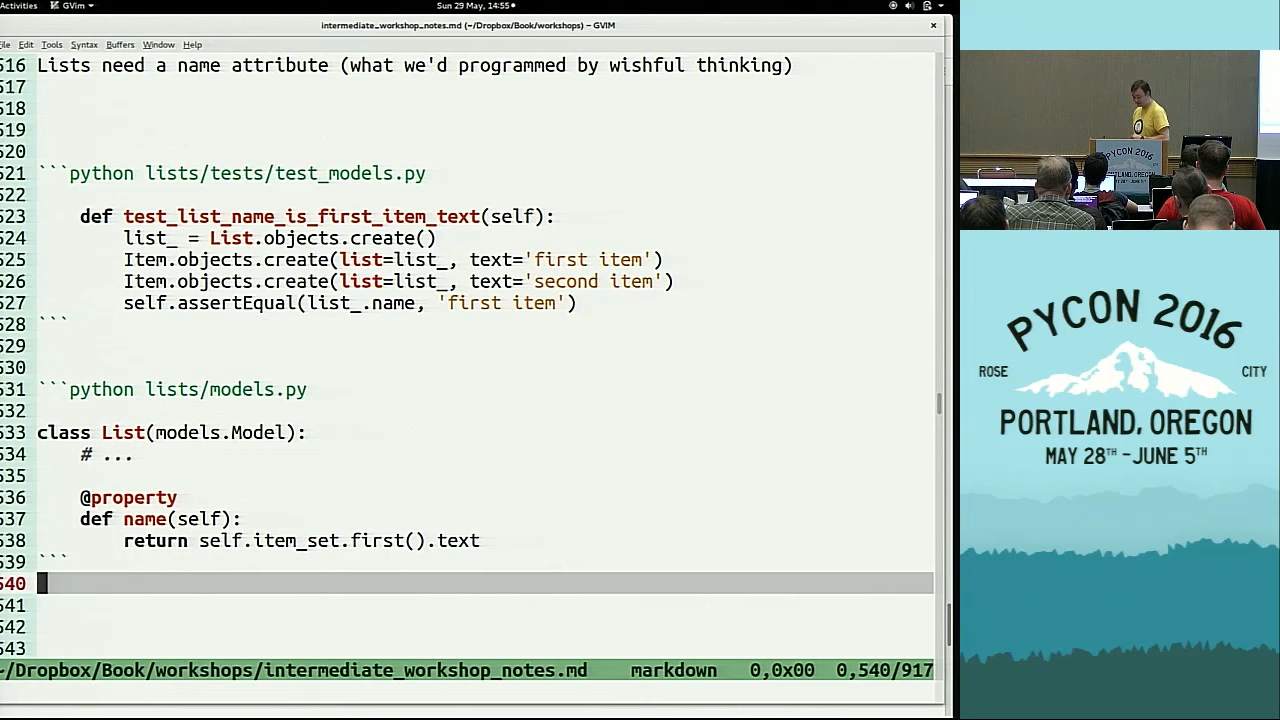 Activities GVim Sun 29 May, 14:55
intermediate_workshop_notes.md (~/Dropbox/Book/workshops) - GVIM
File Edit Tools Syntax Buffers Window Help
516 Lists need a name attribute (what we'd programmed by wishful thinking)
517
518
519
520
521 ```python lists/tests/test_models.py
522
523     def test_list_name_is_first_item_text(self):
524         list_ = List.objects.create()
525         Item.objects.create(list=list_, text='first item')
526         Item.objects.create(list=list_, text='second item')
527         self.assertEqual(list_.name, 'first item')
528 ```
529
530
531 ```python lists/models.py
532
533 class List(models.Model):
534     # ...
535
536     @property
537     def name(self):
538         return self.item_set.first().text
539 ```
540
541
542
543
~/Dropbox/Book/workshops/intermediate_workshop_notes.md markdown 0,0x00 0,540/917
PYCON 2016
PORTLAND, OREGON
PYCON 2016
ROSE CITY
PORTLAND, OREGON
MAY 28TH - JUNE 5TH